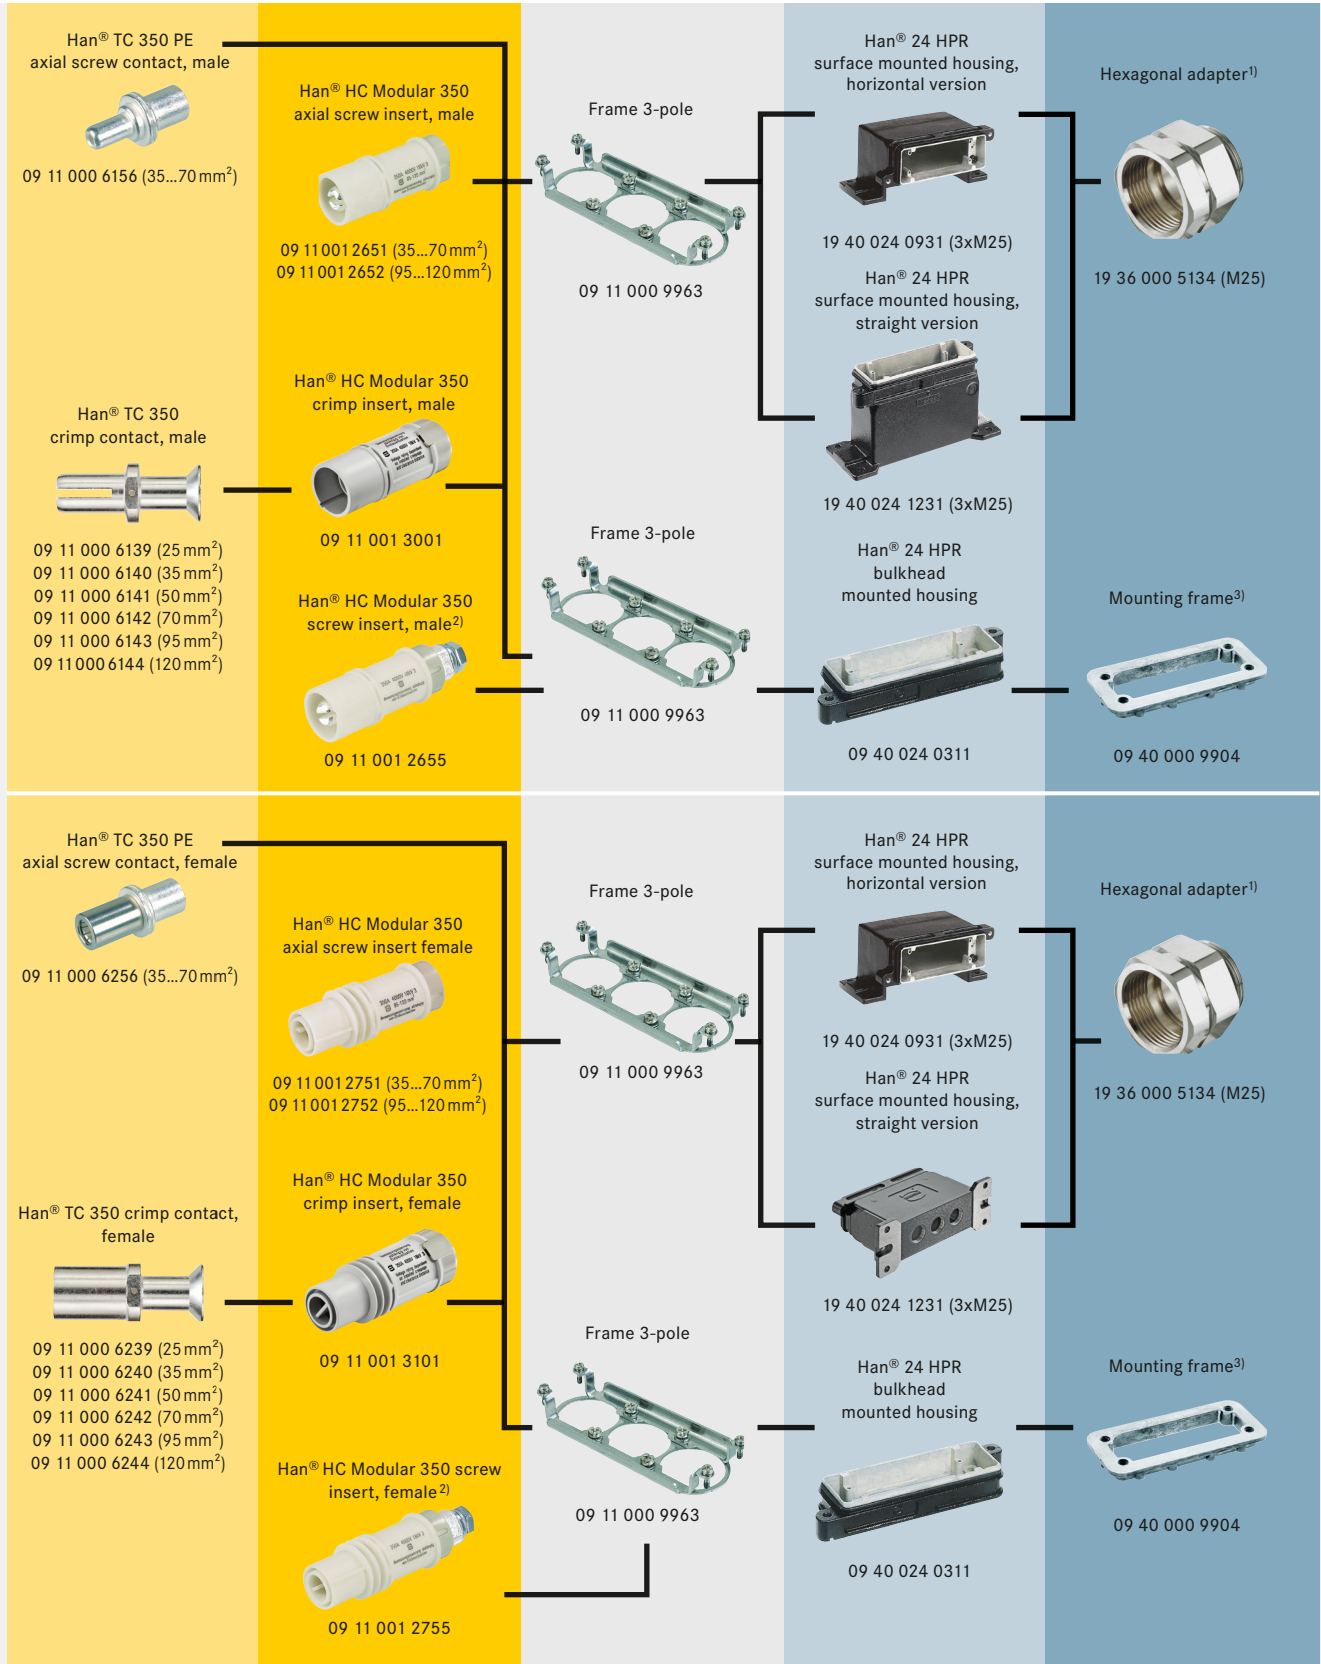 Han® TC 350 PE
axial screw contact, male
09 11 000 6156 (35...70 mm²)
Han® TC 350
crimp contact, male
09 11 000 6139 (25 mm²)
09 11 000 6140 (35 mm²)
09 11 000 6141 (50 mm²)
09 11 000 6142 (70 mm²)
09 11 000 6143 (95 mm²)
09 11 000 6144 (120 mm²)
Han® HC Modular 350
axial screw insert, male
09 11 001 2651 (35...70 mm²)
09 11 001 2652 (95...120 mm²)
Han® HC Modular 350
crimp insert, male
09 11 001 3001
Han® HC Modular 350
screw insert, male²⁾
09 11 001 2655
Frame 3-pole
09 11 000 9963
Frame 3-pole
09 11 000 9963
Han® 24 HPR
surface mounted housing,
horizontal version
19 40 024 0931 (3xM25)
Han® 24 HPR
surface mounted housing,
straight version
19 40 024 1231 (3xM25)
Han® 24 HPR
bulkhead
mounted housing
09 40 024 0311
Hexagonal adapter¹⁾
19 36 000 5134 (M25)
Mounting frame³⁾
09 40 000 9904
Han® TC 350 PE
axial screw contact, female
09 11 000 6256 (35...70 mm²)
Han® TC 350 crimp contact,
female
09 11 000 6239 (25 mm²)
09 11 000 6240 (35 mm²)
09 11 000 6241 (50 mm²)
09 11 000 6242 (70 mm²)
09 11 000 6243 (95 mm²)
09 11 000 6244 (120 mm²)
Han® HC Modular 350
axial screw insert female
09 11 001 2751 (35...70 mm²)
09 11 001 2752 (95...120 mm²)
Han® HC Modular 350
crimp insert, female
09 11 001 3101
Han® HC Modular 350 screw
insert, female²⁾
09 11 001 2755
Frame 3-pole
09 11 000 9963
Frame 3-pole
09 11 000 9963
Han® 24 HPR
surface mounted housing,
horizontal version
19 40 024 0931 (3xM25)
Han® 24 HPR
surface mounted housing,
straight version
19 40 024 1231 (3xM25)
Han® 24 HPR
bulkhead
mounted housing
09 40 024 0311
Hexagonal adapter¹⁾
19 36 000 5134 (M25)
Mounting frame³⁾
09 40 000 9904